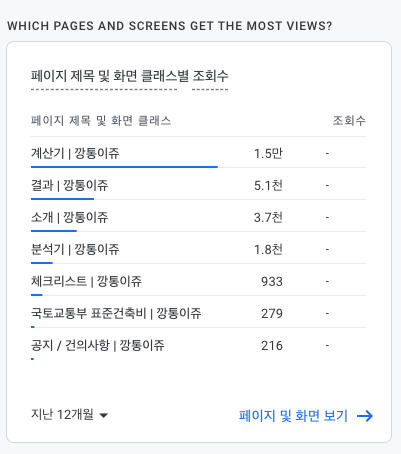 WHICH PAGES AND SCREENS GET THE MOST VIEWS?
페이지 제목 및 화면 클래스별 조회수
페이지 제목 및 화면 클래스 조회수
계산기 | 깡통이쥬 1.5만 -
결과 | 깡통이쥬 5.1천 -
소개 | 깡통이쥬 3.7천 -
분석기 | 깡통이쥬 1.8천 -
체크리스트 | 깡통이쥬 933 -
국토교통부 표준건축비 | 깡통이쥬 279 -
공지 / 건의사항 | 깡통이쥬 216 -
지난 12개월 페이지 및 화면 보기